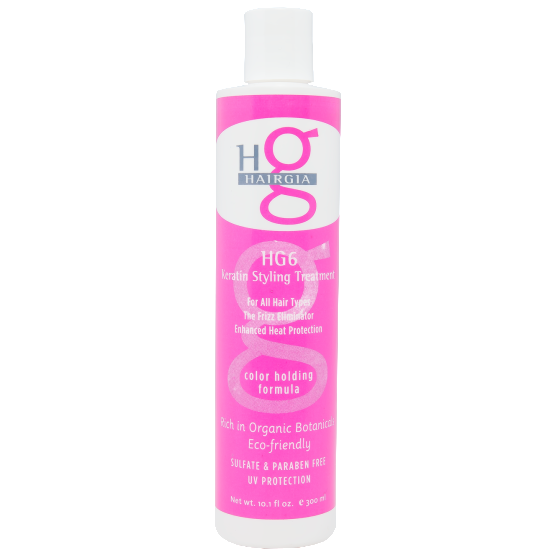 Hg
HAIRGIA
HG6
Keratin Styling Treatment
For All Hair Types
The Frizz Eliminator
Enhanced Heat Protection
color holding
formula
Rich in Organic Botanicals
Eco-friendly
SULFATE & PARABEN FREE
UV PROTECTION
Net wt. 10.1 fl oz. e 300 ml